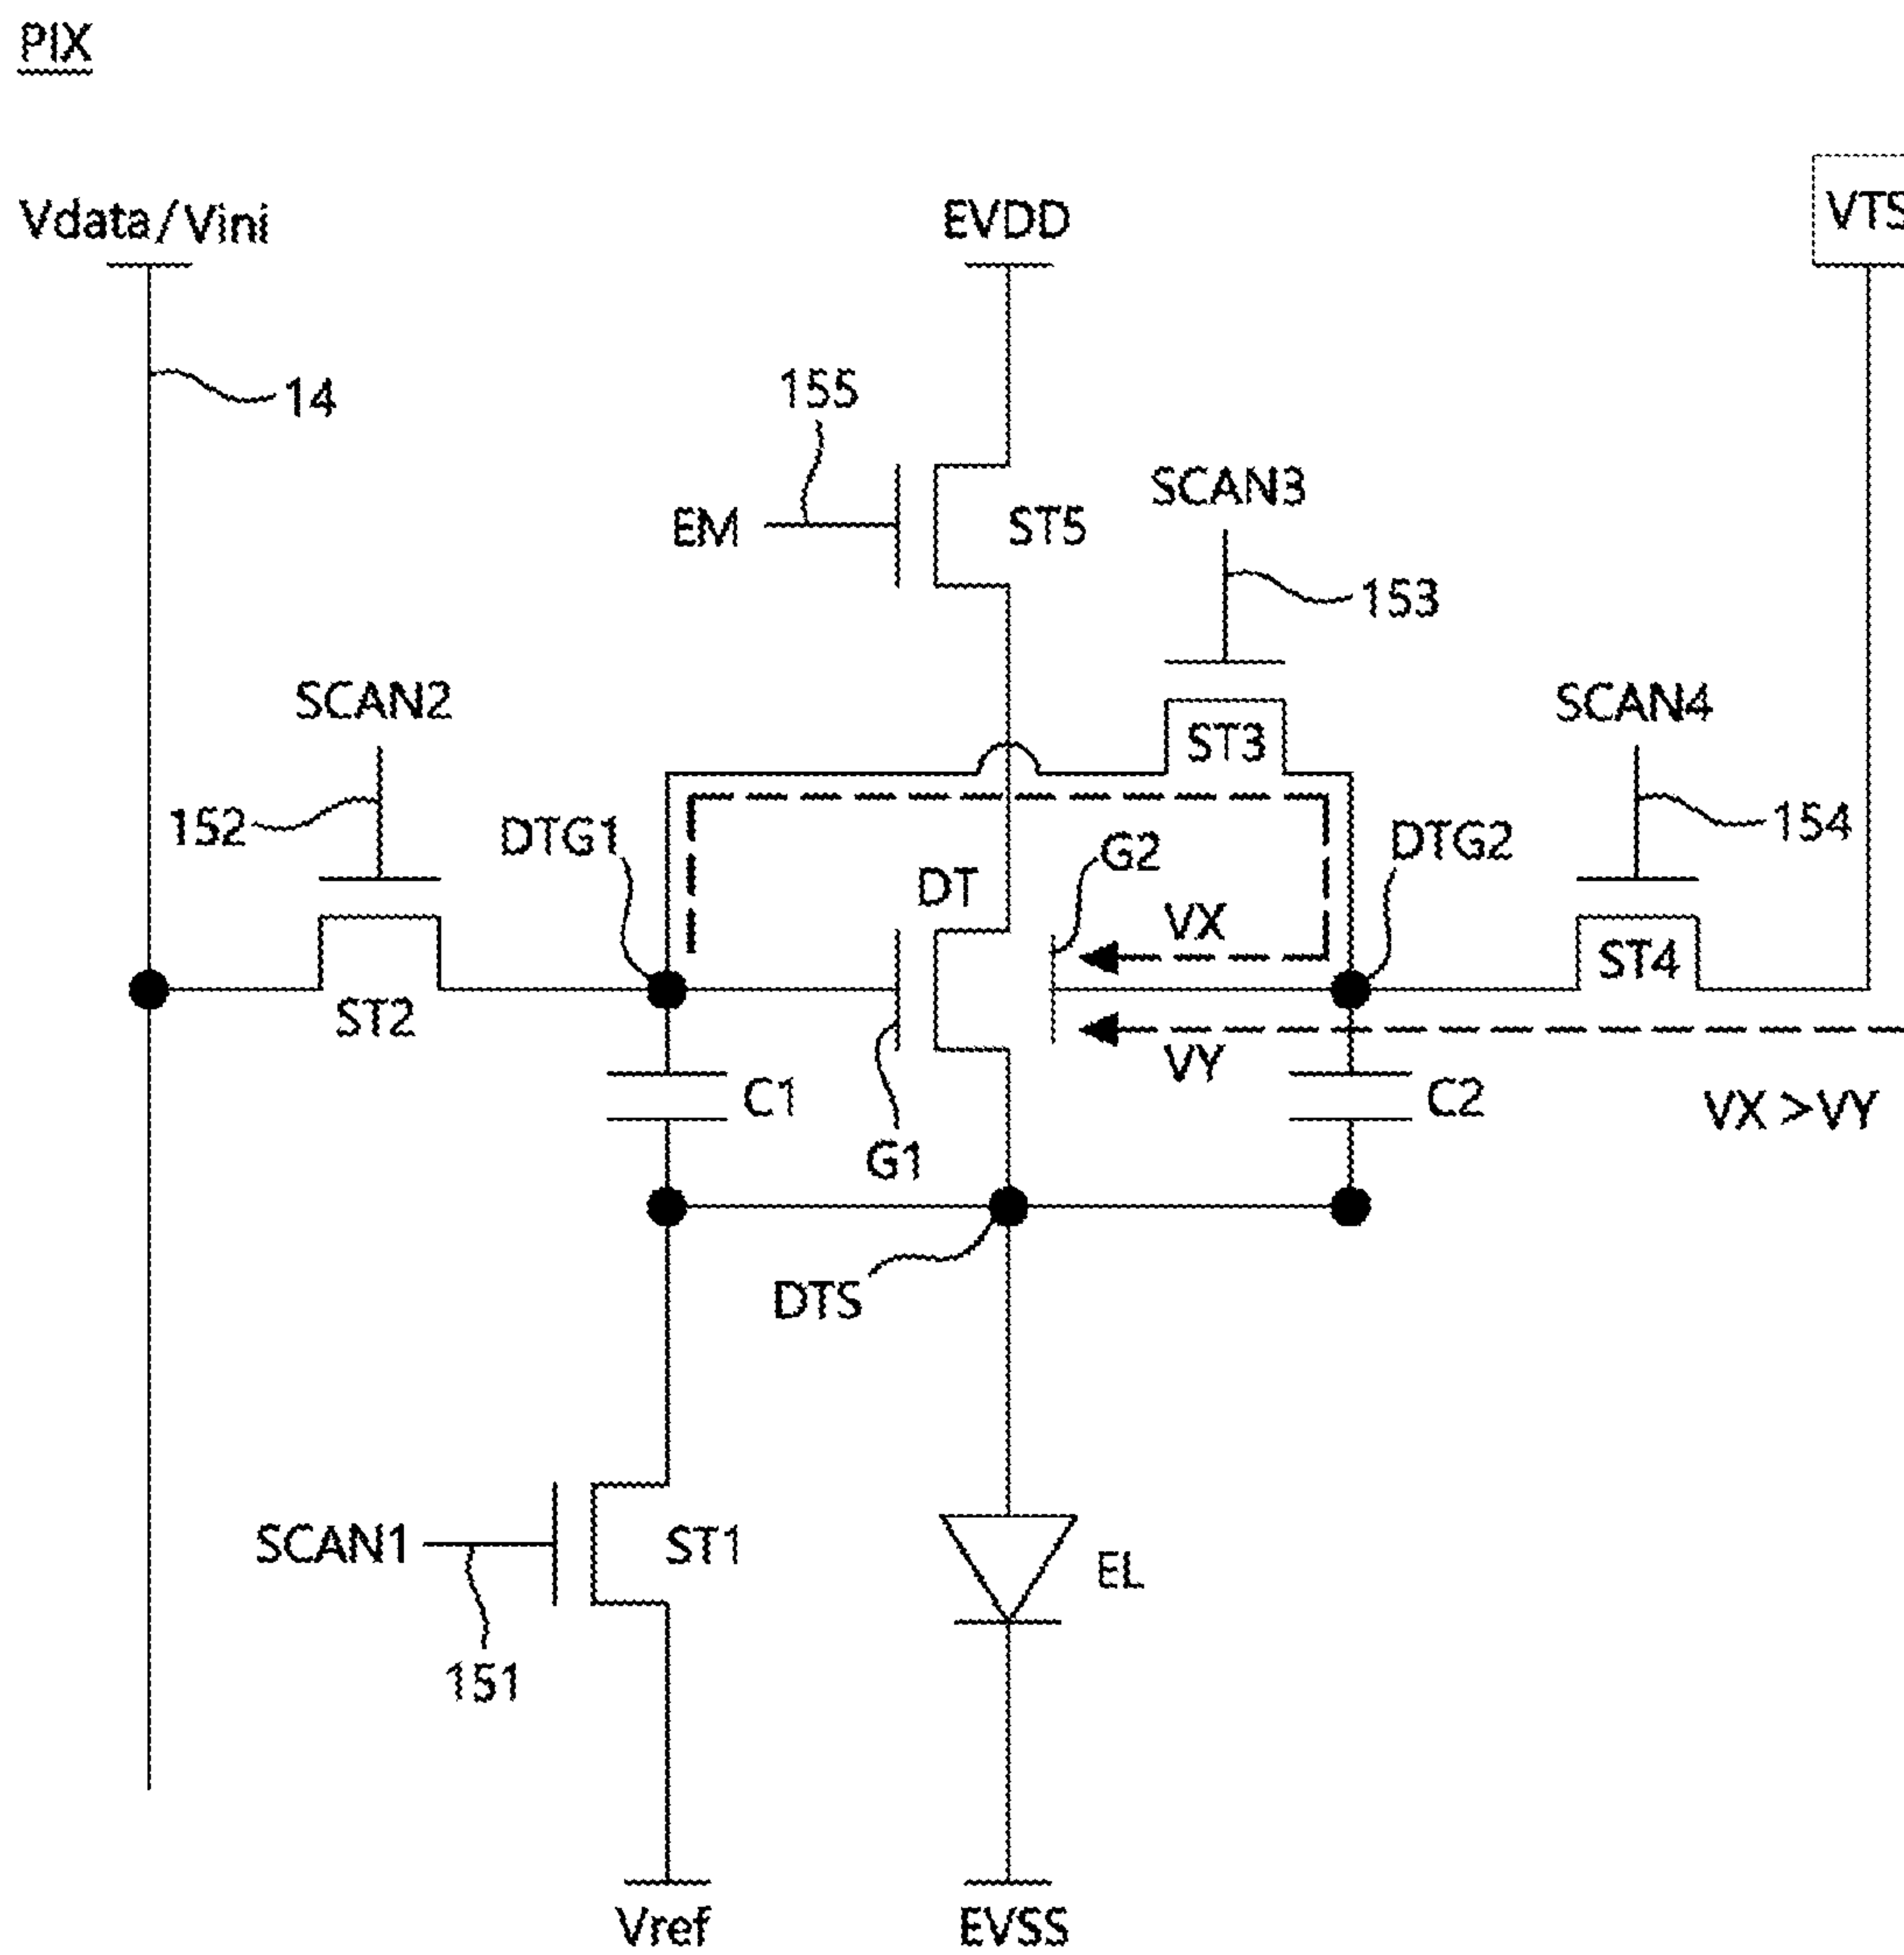 PIX
Vdata/Vini
EVDD
VTS
14
155
SCAN3
EM
ST5
153
SCAN2
SCAN4
ST3
152
DTG1
DT
G2
DTG2
154
VX
ST2
ST4
VY
C1
C2
VX >VY
G1
DTS
SCAN1
ST1
EL
151
Vref
EVSS